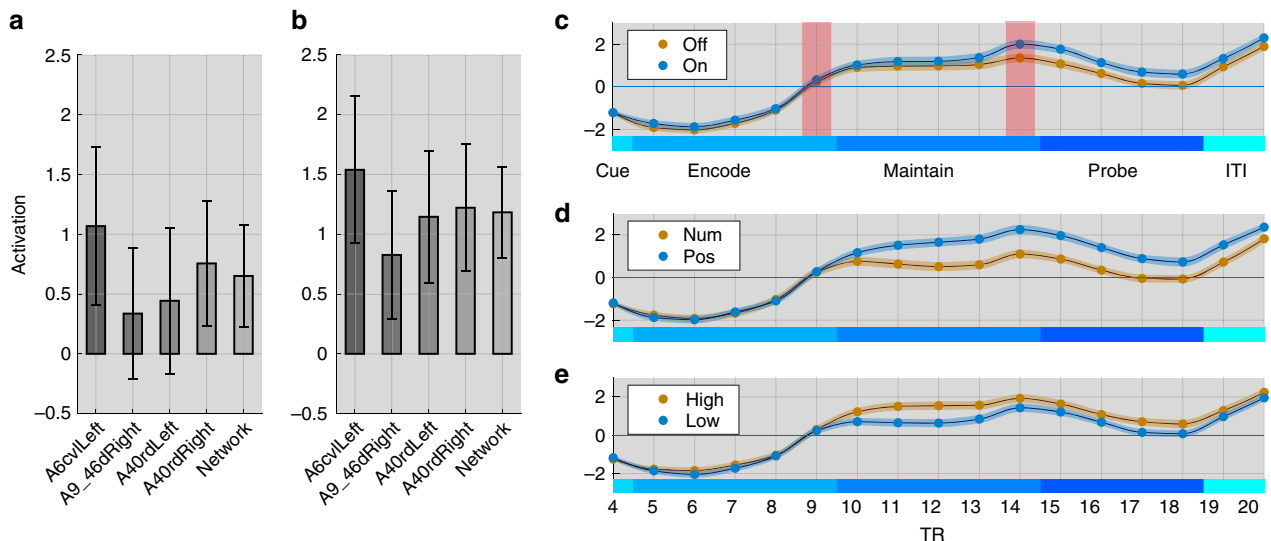 a
b
c
2.5
2
1.5
1
0.5
0
–0.5
Activation
A6cvlLeft
A9_46dRight
A40rdLeft
A40rdRight
Network
2.5
2
1.5
1
0.5
0
–0.5
A6cvlLeft
A9_46dRight
A40rdLeft
A40rdRight
Network
2
0
–2
Off
On
Cue Encode Maintain Probe ITI
d
2
0
–2
Num
Pos
e
2
0
–2
High
Low
4 5 6 7 8 9 10 11 12 13 14 15 16 17 18 19 20
TR